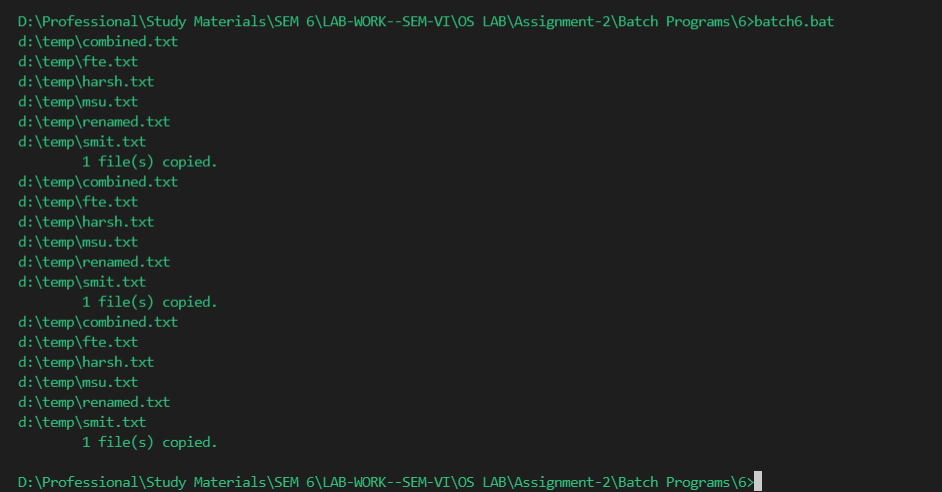 D:\Professional\Study Materials\SEM 6\LAB-WORK--SEM-VI\OS LAB\Assignment-2\Batch Programs\6>batch6.bat
d:\temp\combined.txt
d:\temp\fte.txt
d:\temp\harsh.txt
d:\temp\msu.txt
d:\temp\renamed.txt
d:\temp\smit.txt
        1 file(s) copied.
d:\temp\combined.txt
d:\temp\fte.txt
d:\temp\harsh.txt
d:\temp\msu.txt
d:\temp\renamed.txt
d:\temp\smit.txt
        1 file(s) copied.
d:\temp\combined.txt
d:\temp\fte.txt
d:\temp\harsh.txt
d:\temp\msu.txt
d:\temp\renamed.txt
d:\temp\smit.txt
        1 file(s) copied.
D:\Professional\Study Materials\SEM 6\LAB-WORK--SEM-VI\OS LAB\Assignment-2\Batch Programs\6>